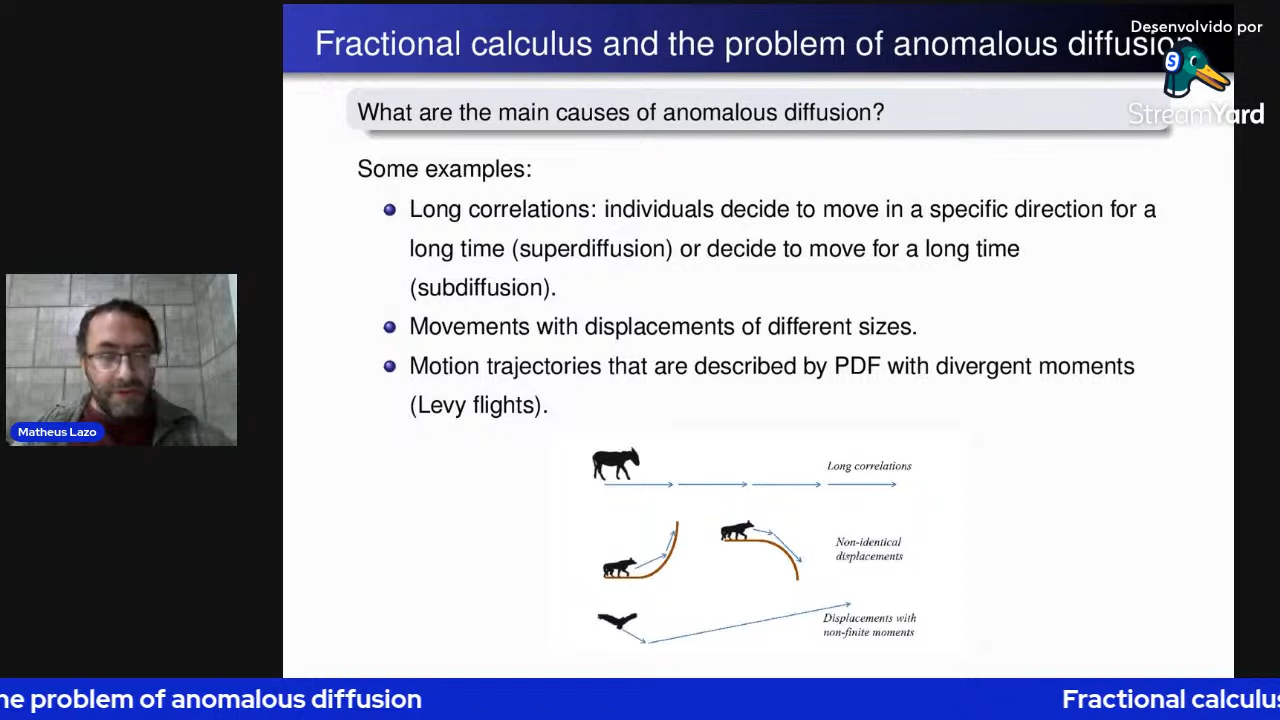 Fractional calculus and the problem of anomalous diffusion
Desenvolvido por
StreamYard
What are the main causes of anomalous diffusion?
Some examples:
Long correlations: individuals decide to move in a specific direction for a
long time (superdiffusion) or decide to move for a long time
(subdiffusion).
Movements with displacements of different sizes.
Motion trajectories that are described by PDF with divergent moments
(Levy flights).
Matheus Lazo
Long correlations
Non-identical
displacements
Displacements with
non-finite moments
he problem of anomalous diffusion
Fractional calculus